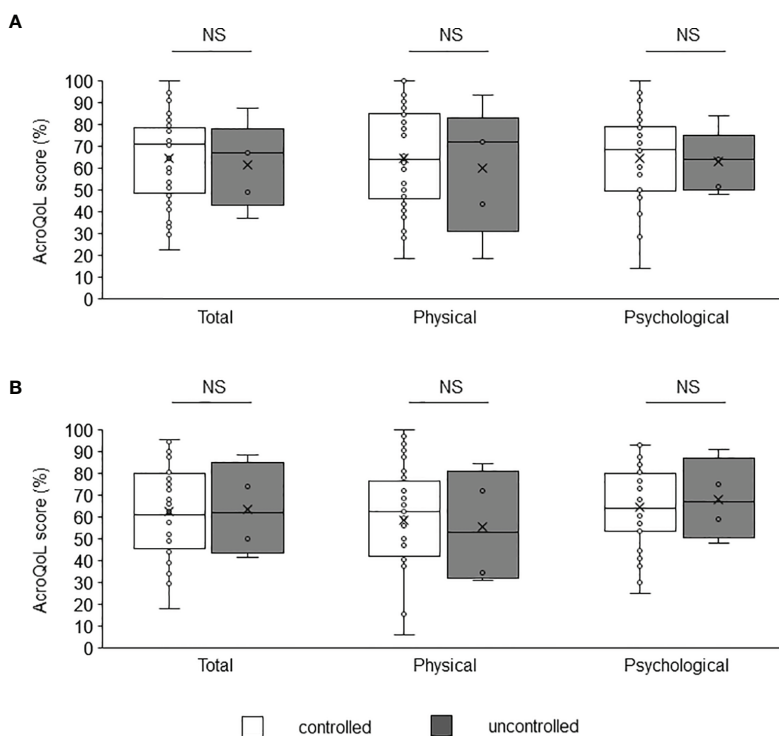 A
NS NS NS
AcroQoL score (%)
100
90
80
70
60
50
40
30
20
10
0
Total Physical Psychological
B
NS NS NS
AcroQoL score (%)
100
90
80
70
60
50
40
30
20
10
0
Total Physical Psychological
controlled uncontrolled